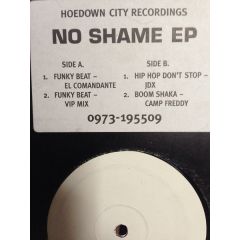 HOEDOWN CITY RECORDINGS
NO SHAME EP
SIDE A.
1. FUNKY BEAT –
EL COMANDANTE
2. FUNKY BEAT –
VIP MIX
SIDE B.
1. HIP HOP DON'T STOP –
JDX
2. BOOM SHAKA –
CAMP FREDDY
0973-195509